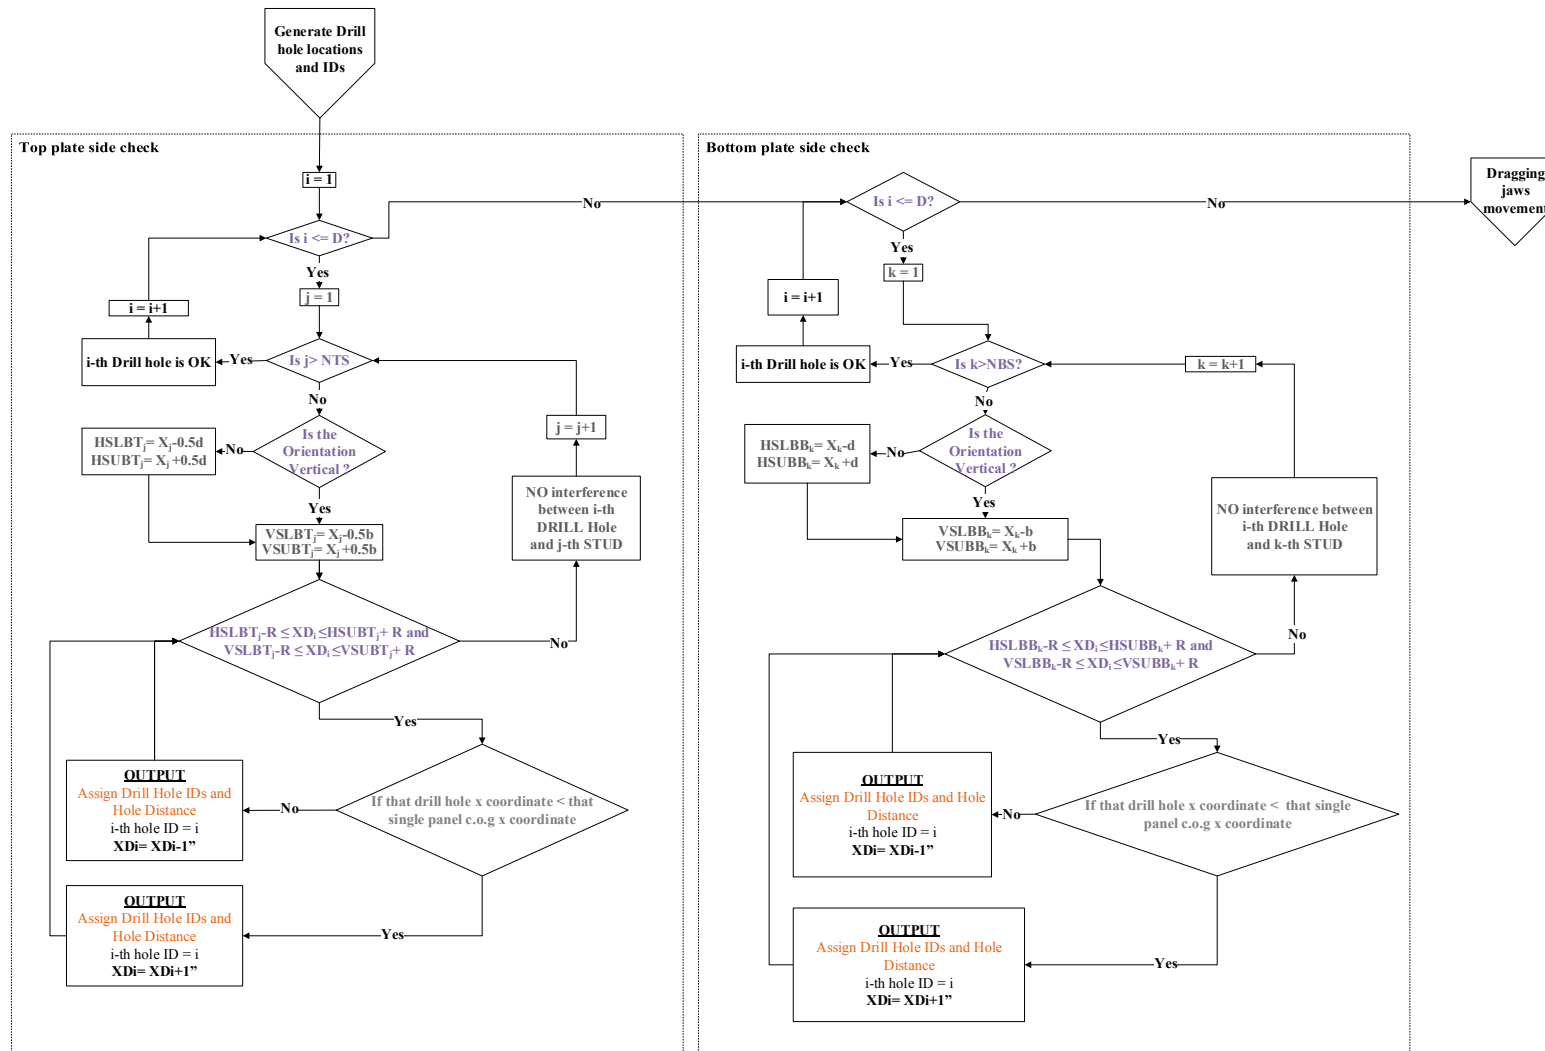 Generate Drill
hole locations
and IDs
Top plate side check
i = 1
Is i <= D?
No
Yes
j = 1
i = i+1
Is j> NTS
Yes
i-th Drill hole is OK
No
Is the
Orientation
Vertical ?
No
HSLBTj= Xj-0.5d
HSUBTj= Xj +0.5d
j = j+1
Yes
VSLBTj= Xj-0.5b
VSUBTj= Xj +0.5b
NO interference
between i-th
DRILL Hole
and j-th STUD
HSLBTj-R ≤ XDi ≤HSUBTj+ R and
VSLBTj-R ≤ XDi ≤VSUBTj+ R
No
Yes
If that drill hole x coordinate < that
single panel c.o.g x coordinate
No
OUTPUT
Assign Drill Hole IDs and
Hole Distance
i-th hole ID = i
XDi= XDi-1”
Yes
OUTPUT
Assign Drill Hole IDs and
Hole Distance
i-th hole ID = i
XDi= XDi+1”
Bottom plate side check
Is i <= D?
No
Dragging
jaws
movement
Yes
k = 1
i = i+1
Is k>NBS?
Yes
i-th Drill hole is OK
k = k+1
No
Is the
Orientation
Vertical ?
No
HSLBBk= Xk-d
HSUBBk= Xk +d
Yes
VSLBBk= Xk-b
VSUBBk= Xk +b
NO interference between
i-th DRILL Hole
and k-th STUD
HSLBBk-R ≤ XDi ≤HSUBBk+ R and
VSLBBk-R ≤ XDi ≤VSUBBk+ R
No
Yes
If that drill hole x coordinate <  that single
panel c.o.g x coordinate
No
OUTPUT
Assign Drill Hole IDs and Hole
Distance
i-th hole ID = i
XDi= XDi-1”
Yes
OUTPUT
Assign Drill Hole IDs and Hole
Distance
i-th hole ID = i
XDi= XDi+1”